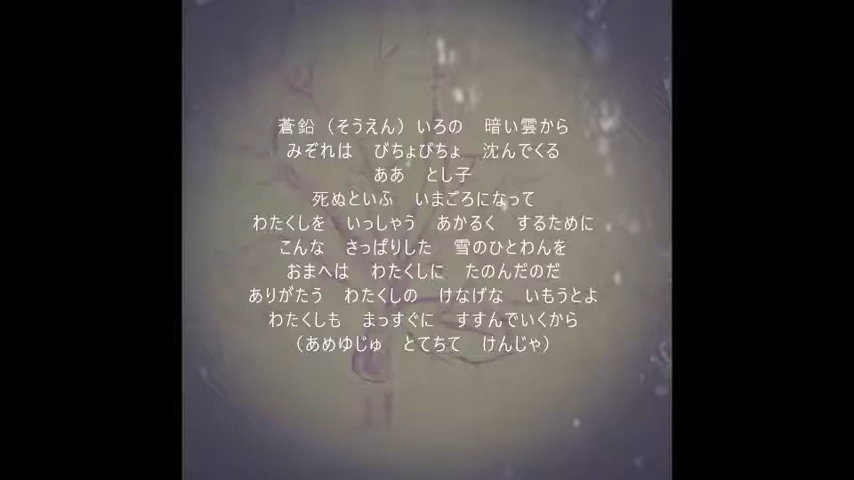 蒼鉛（そうえん）いろの　暗い雲から
みぞれは　びちょびちょ　沈んでくる
ああ　とし子
死ぬといふ　いまごろになって
わたくしを　いっしゃう　あかるく　するために
こんな　さっぱりした　雪のひとわんを
おまへは　わたくしに　たのんだのだ
ありがたう　わたくしの　けなげな　いもうとよ
わたくしも　まっすぐに　すすんでいくから
（あめゆじゅ　とてちて　けんじゃ）